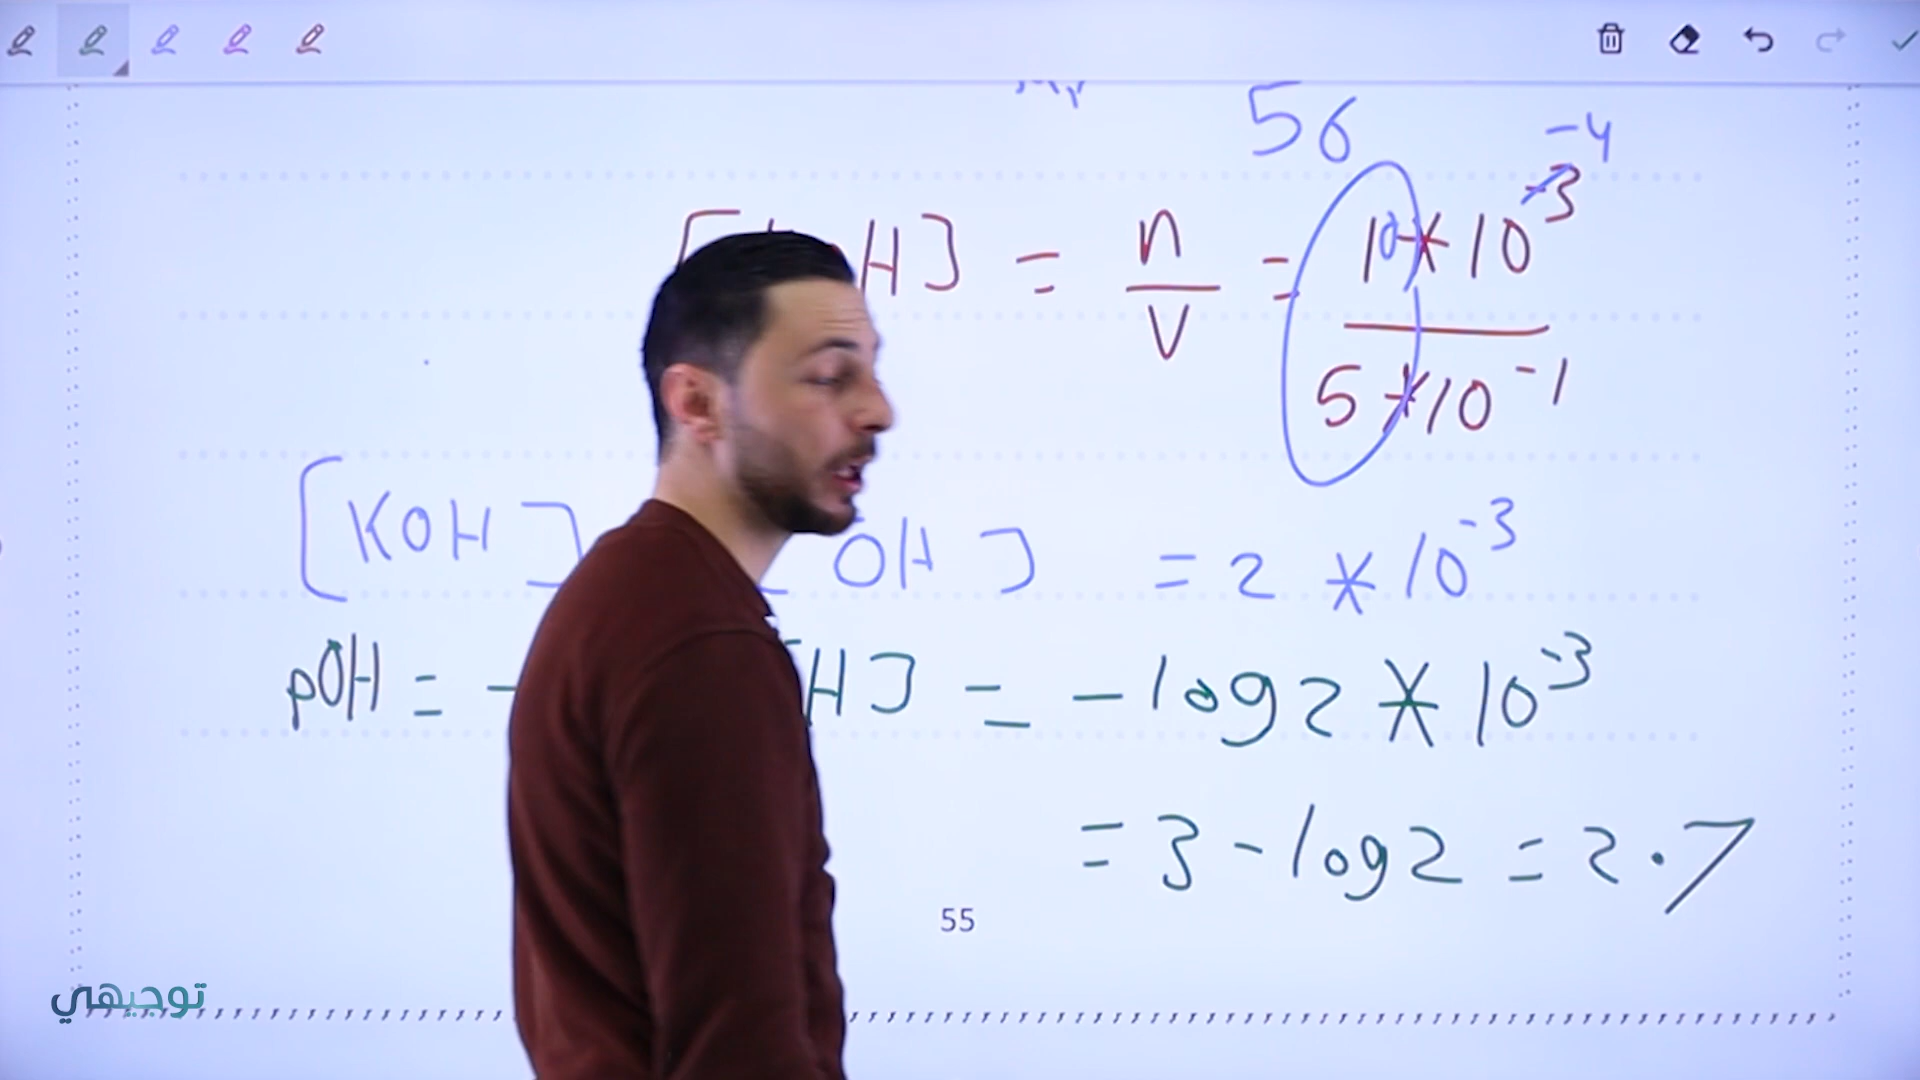 56
-4
H] = n/V = 10*10^-3 / 5*10^-1
[KOH] OH] = 2 * 10^-3
pOH = - H] = -log 2 * 10^-3
= 3 - log 2 = 2.7
55
توجيهي